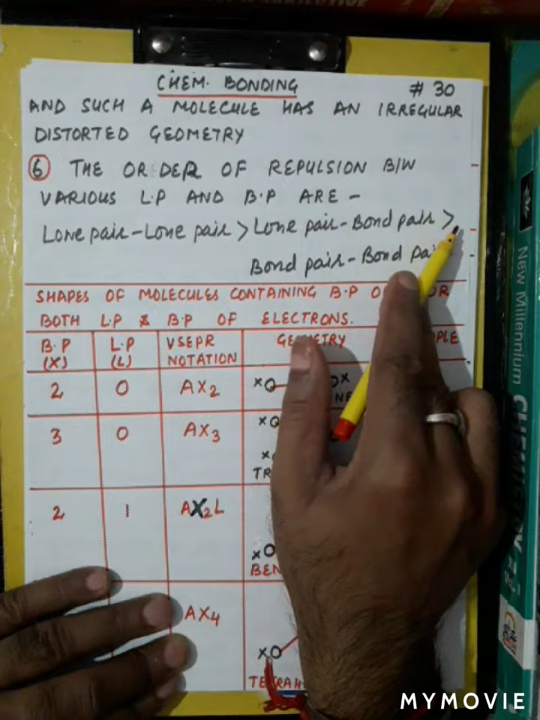 CHEM. BONDING # 30
AND SUCH A MOLECULE HAS AN IRREGULAR
DISTORTED GEOMETRY
6 THE ORDER OF REPULSION B/W
VARIOUS L.P AND B.P ARE -
Lone pair - Lone pair > Lone pair - Bond pair >
Bond pair - Bond
SHAPES OF MOLECULES CONTAINING B.P
BOTH L.P & B.P OF ELECTRONS.
B.P (X) L.P (L) VSEPR NOTATION
2 0 AX2
3 0 AX3
2 1 AX2L
AX4
New Millennium
MYMOVIE